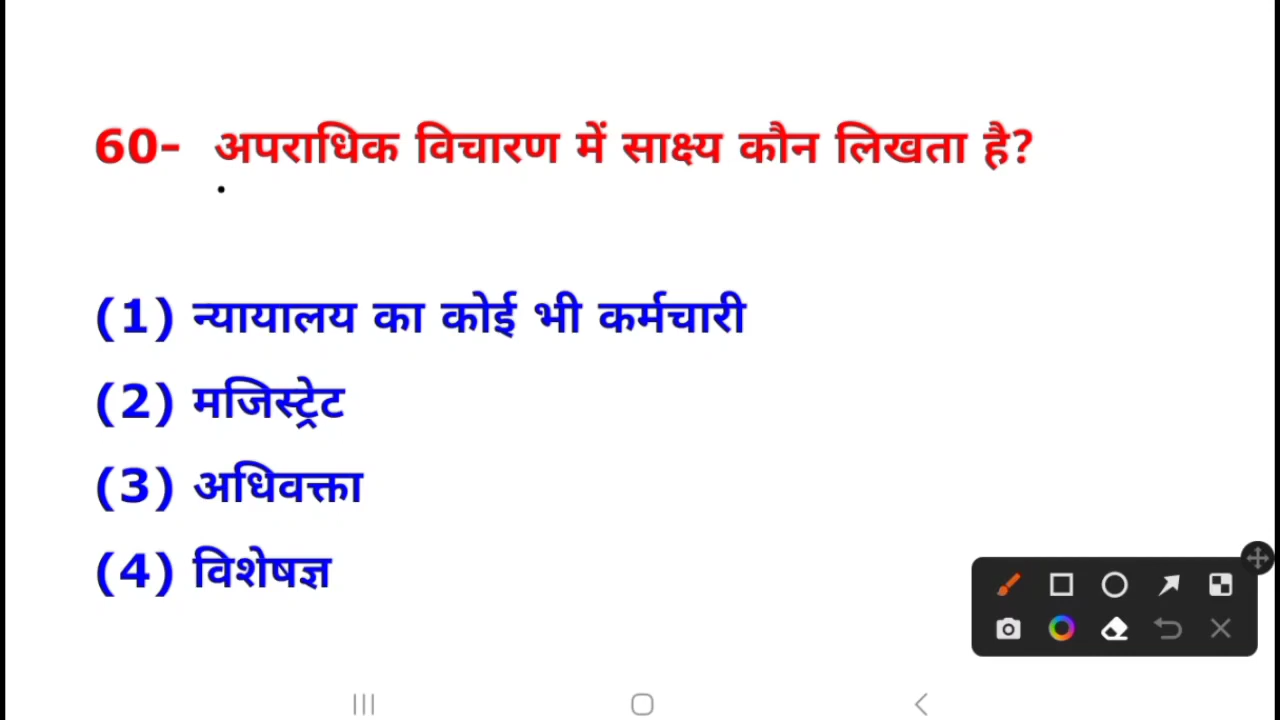 60- अपराधिक विचारण में साक्ष्य कौन लिखता है?
(1) न्यायालय का कोई भी कर्मचारी
(2) मजिस्ट्रेट
(3) अधिवक्ता
(4) विशेषज्ञ